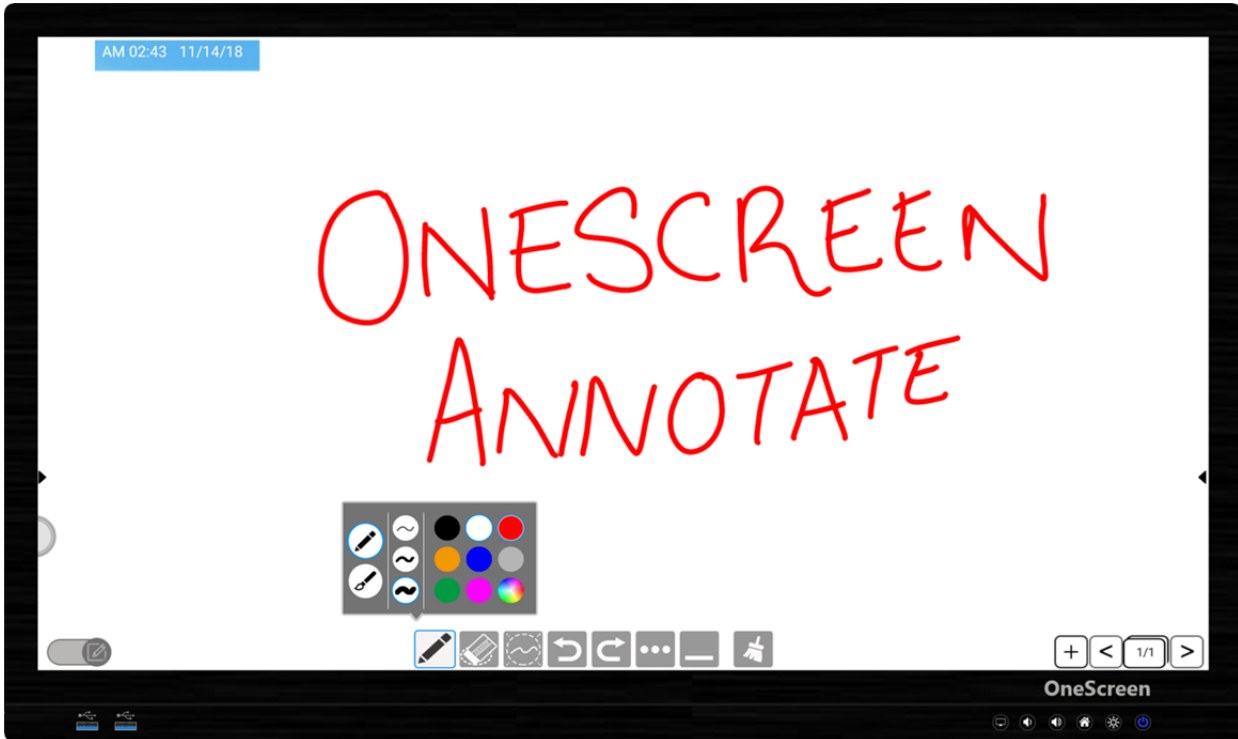 AM 02:43 11/14/18
ONESCREEN
ANNOTATE
1/1
OneScreen